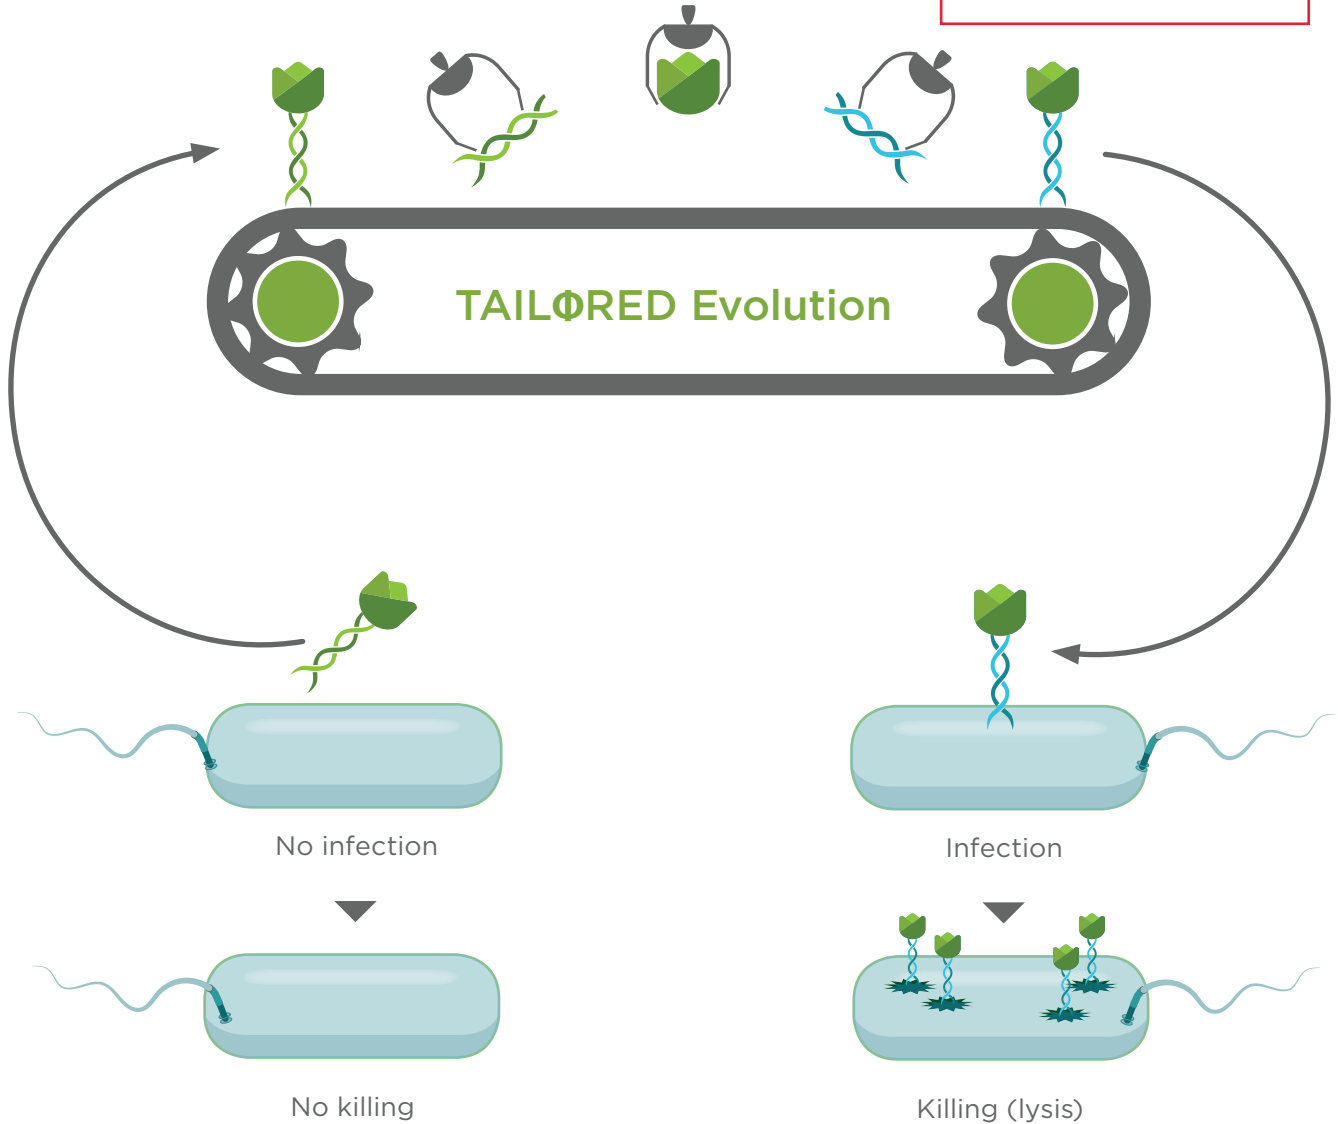 TAILΦRED Evolution
No infection
Infection
No killing
Killing (lysis)